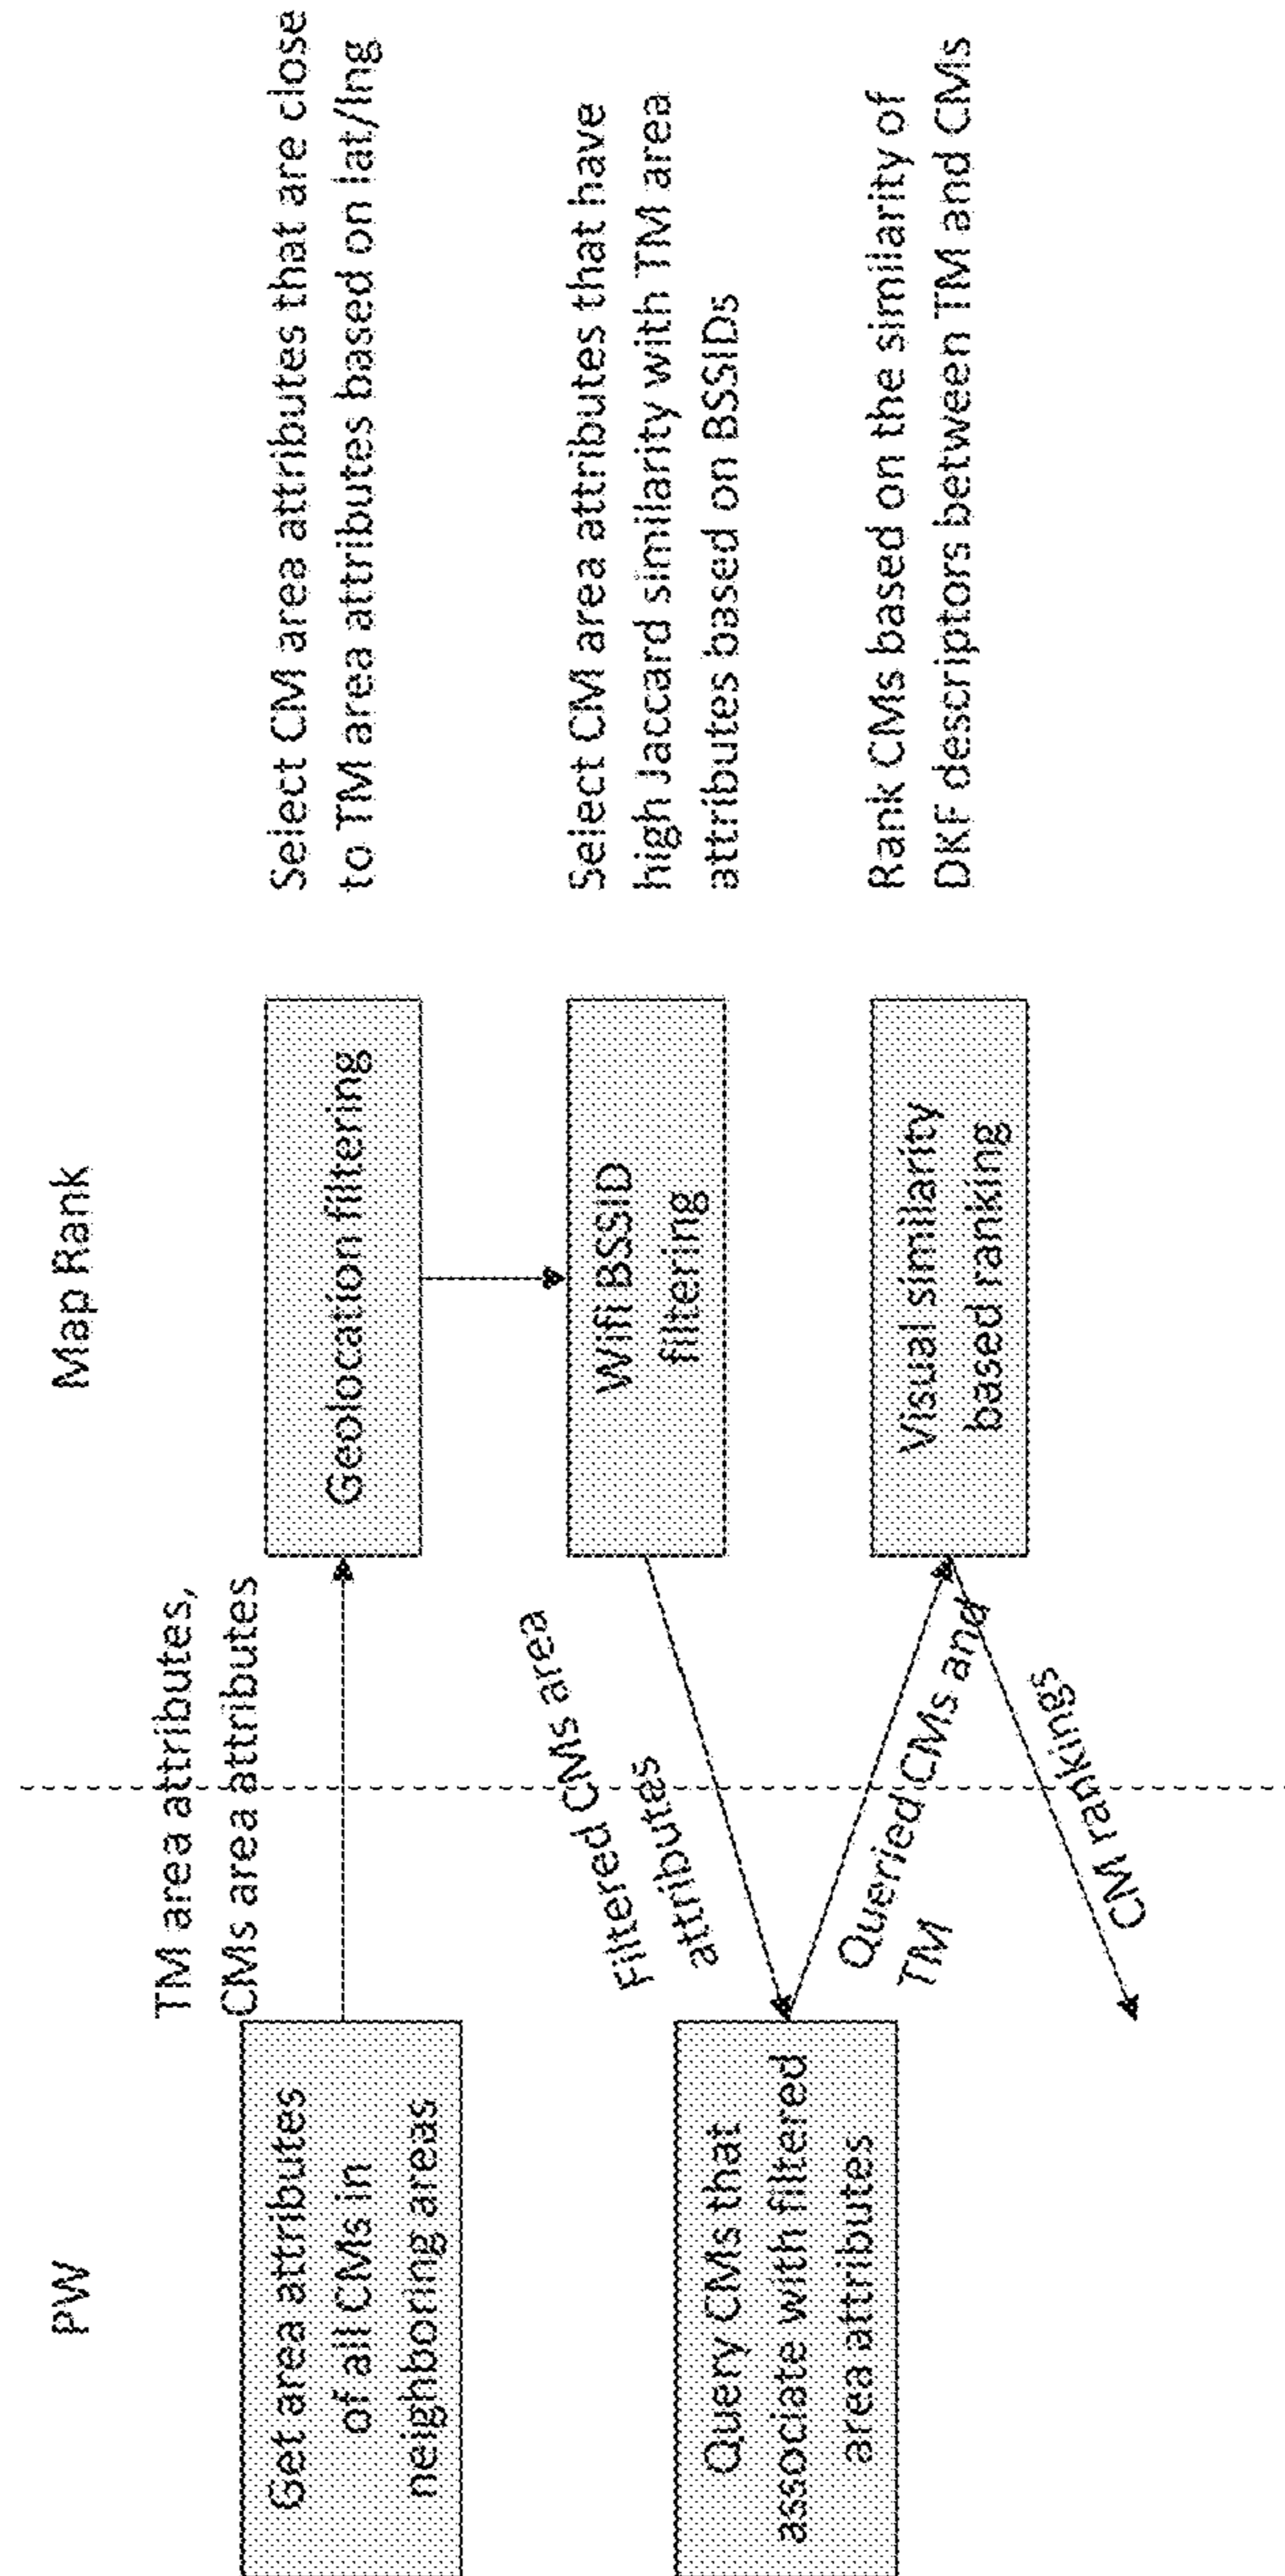 PW
Map Rank
TM area attributes,
CMs area attributes
Get area attributes
of all CMs in
neighboring areas
Geolocation filtering
Select CM area attributes that are close
to TM area attributes based on lat/lng
Wifi BSSID
filtering
Select CM area attributes that have
high Jaccard similarity with TM area
attributes based on BSSIDs
Filtered CMs area
attributes
Query CMs that
associate with filtered
area attributes
Queried CMs and
TM
Visual similarity
based ranking
Rank CMs based on the similarity of
DKF descriptors between TM and CMs
CM rankings